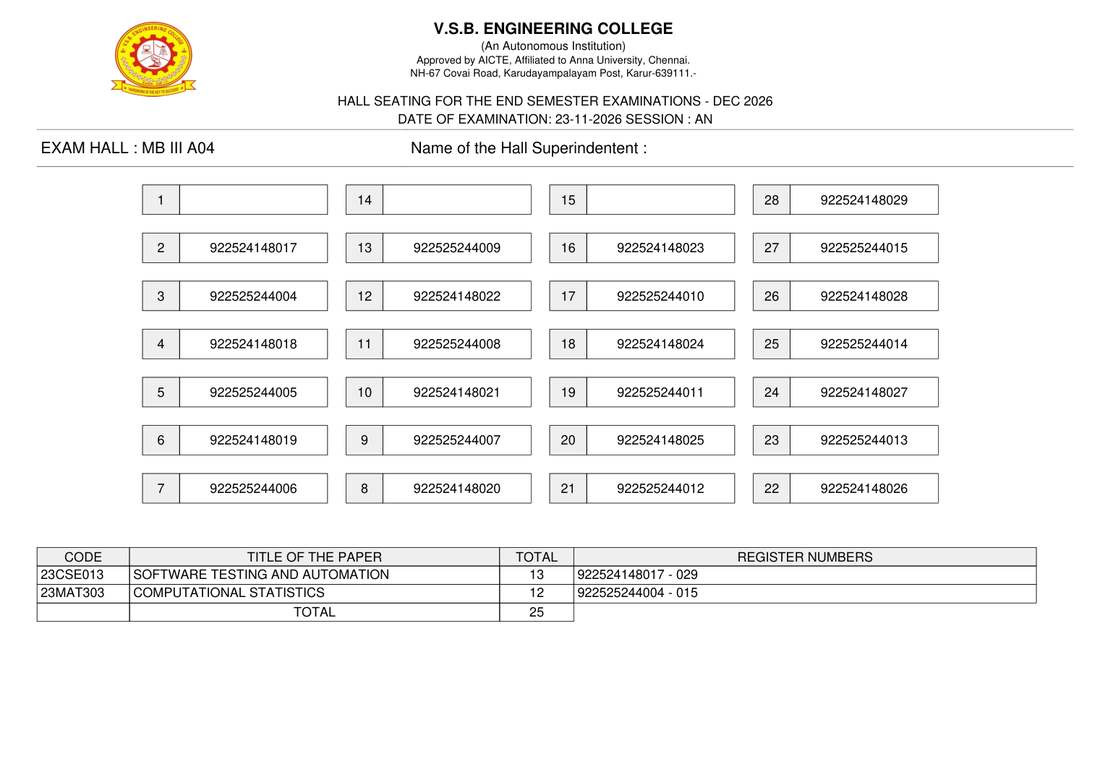 V.S.B. ENGINEERING COLLEGE
(An Autonomous Institution)
Approved by AICTE, Affiliated to Anna University, Chennai.
NH-67 Covai Road, Karudayampalayam Post, Karur-639111.-
HALL SEATING FOR THE END SEMESTER EXAMINATIONS - DEC 2026
DATE OF EXAMINATION: 23-11-2026 SESSION : AN
EXAM HALL : MB III A04 Name of the Hall Superindentent :
1 14 15 28 922524148029
2 922524148017 13 922525244009 16 922524148023 27 922525244015
3 922525244004 12 922524148022 17 922525244010 26 922524148028
4 922524148018 11 922525244008 18 922524148024 25 922525244014
5 922525244005 10 922524148021 19 922525244011 24 922524148027
6 922524148019 9 922525244007 20 922524148025 23 922525244013
7 922525244006 8 922524148020 21 922525244012 22 922524148026
CODE TITLE OF THE PAPER TOTAL REGISTER NUMBERS
23CSE013 SOFTWARE TESTING AND AUTOMATION 13 922524148017 - 029
23MAT303 COMPUTATIONAL STATISTICS 12 922525244004 - 015
TOTAL 25